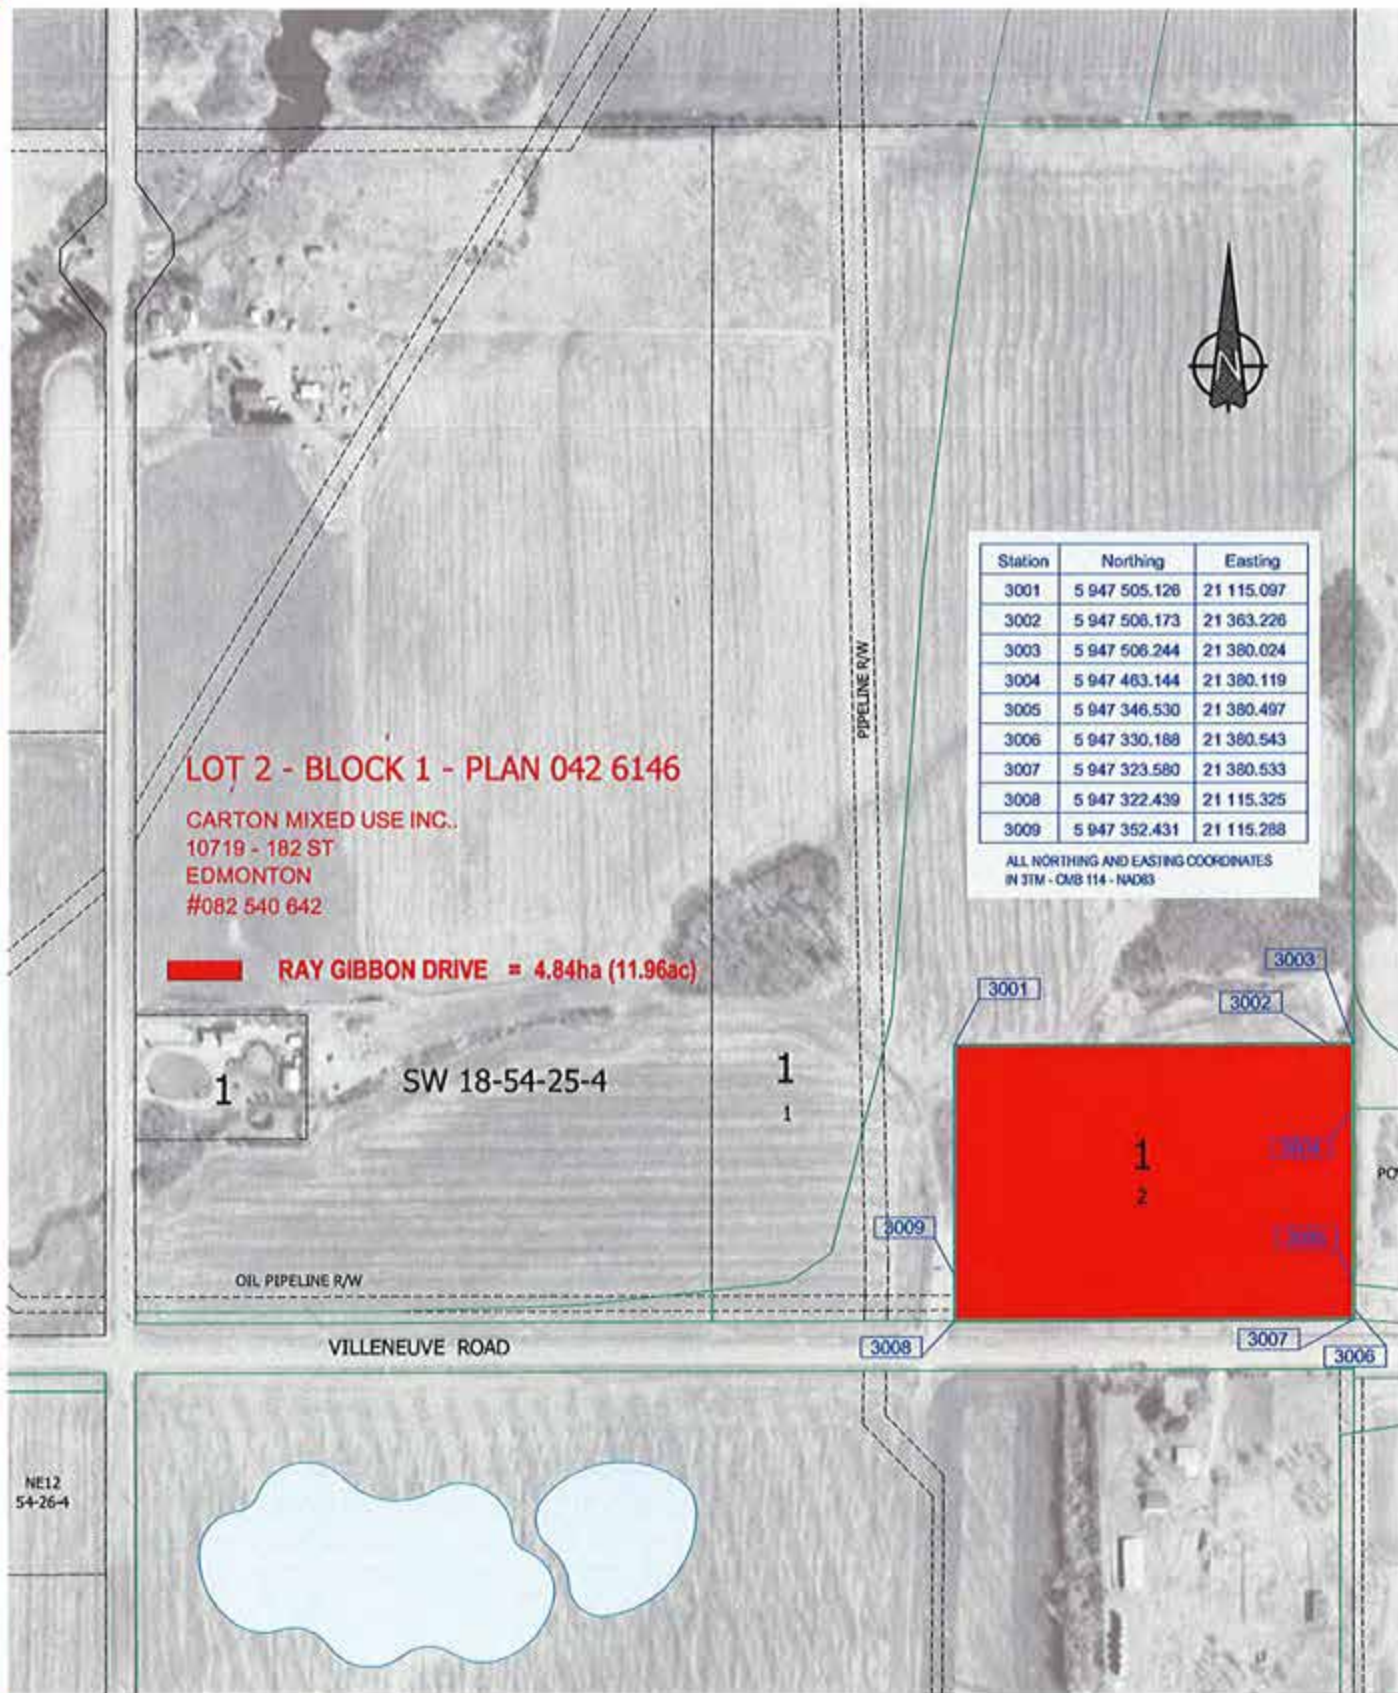 N
Station Northing Easting
3001 5 947 505.126 21 115.097
3002 5 947 506.173 21 363.226
3003 5 947 506.244 21 380.024
3004 5 947 463.144 21 380.119
3005 5 947 346.530 21 380.497
3006 5 947 330.188 21 380.543
3007 5 947 323.580 21 380.533
3008 5 947 322.439 21 115.325
3009 5 947 352.431 21 115.288
ALL NORTHING AND EASTING COORDINATES
IN 3TM - CMB 114 - NAD83
PIPELINE R/W
LOT 2 - BLOCK 1 - PLAN 042 6146
CARTON MIXED USE INC..
10719 - 182 ST
EDMONTON
#082 540 642
RAY GIBBON DRIVE = 4.84ha (11.96ac)
3003
3001
3002
1
SW 18-54-25-4
1
1
1
2
PO
3009
OIL PIPELINE R/W
VILLENEUVE ROAD
3008
3007
3006
NE12
54-26-4